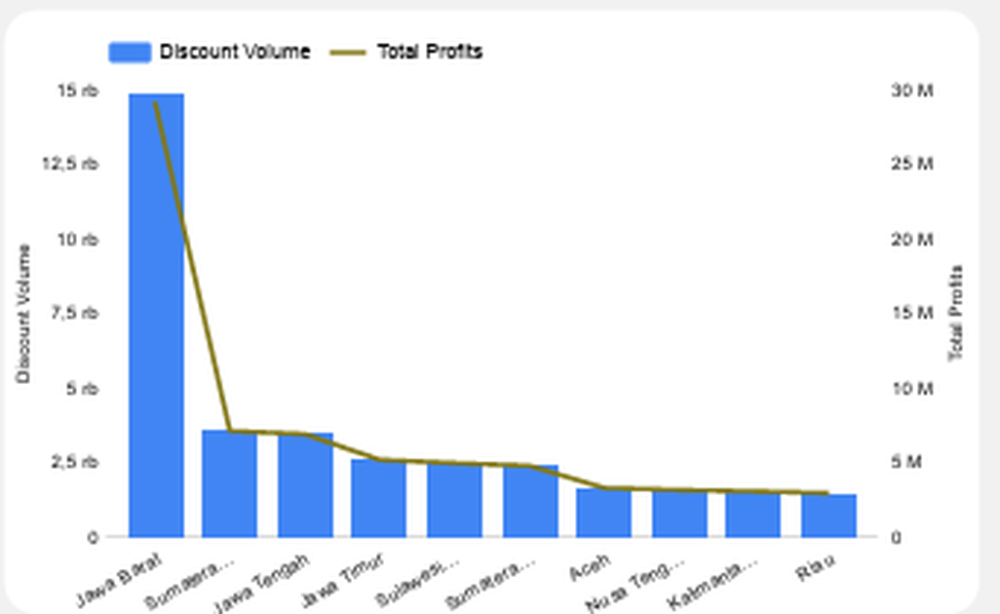 Discount Volume
Total Profits
15 rb
12,5 rb
10 rb
7,5 rb
5 rb
2,5 rb
0
Discount Volume
30 M
25 M
20 M
15 M
10 M
5 M
0
Total Profits
Jawa Barat
Sumatera...
Jawa Tengah
Jawa Timur
Sulawesi...
Sumatera...
Aceh
Nusa Teng...
Kalimanta...
Riau